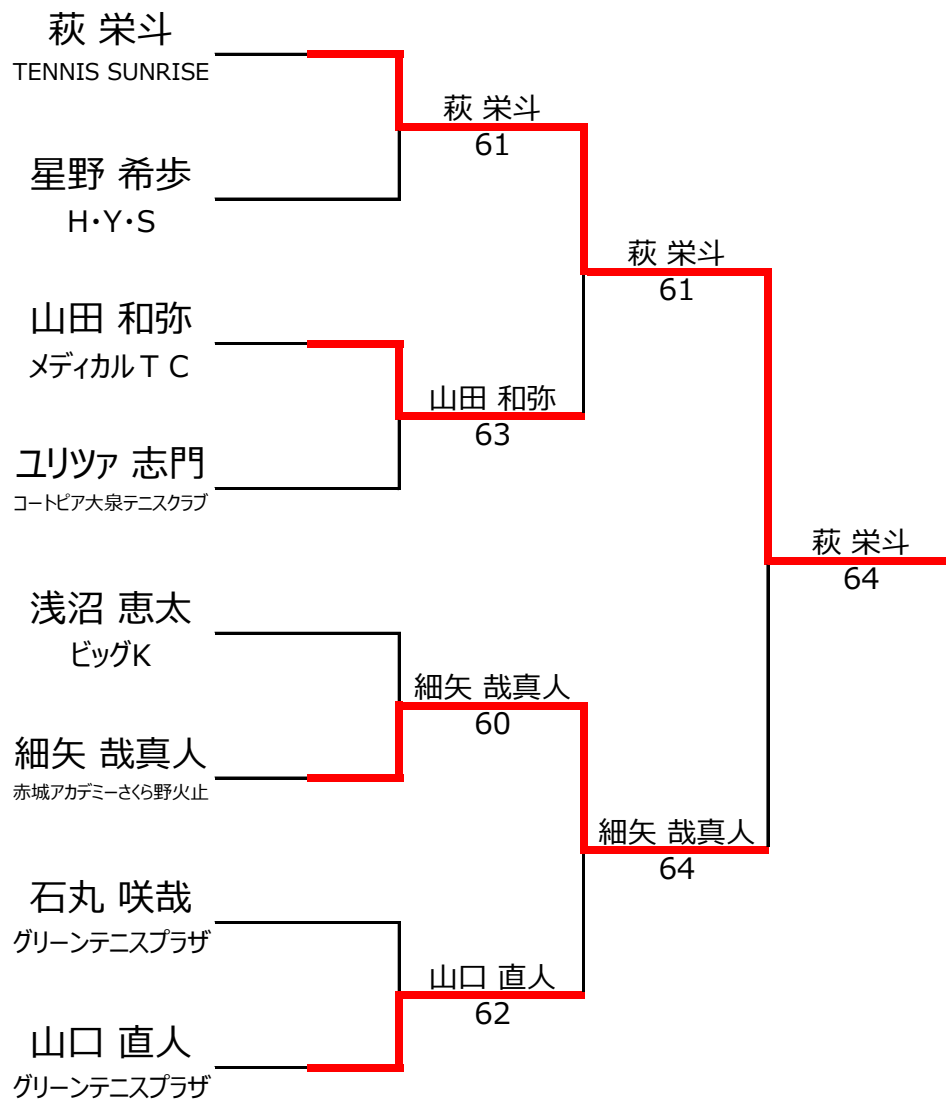 萩 栄斗
TENNIS SUNRISE
萩 栄斗
61
星野 希歩
H・Y・S
萩 栄斗
61
山田 和弥
メディカルＴＣ
山田 和弥
63
ユリツァ 志門
コートピア大泉テニスクラブ
萩 栄斗
64
浅沼 恵太
ビッグK
細矢 哉真人
60
細矢 哉真人
赤城アカデミーさくら野火止
細矢 哉真人
64
石丸 咲哉
グリーンテニスプラザ
山口 直人
62
山口 直人
グリーンテニスプラザ